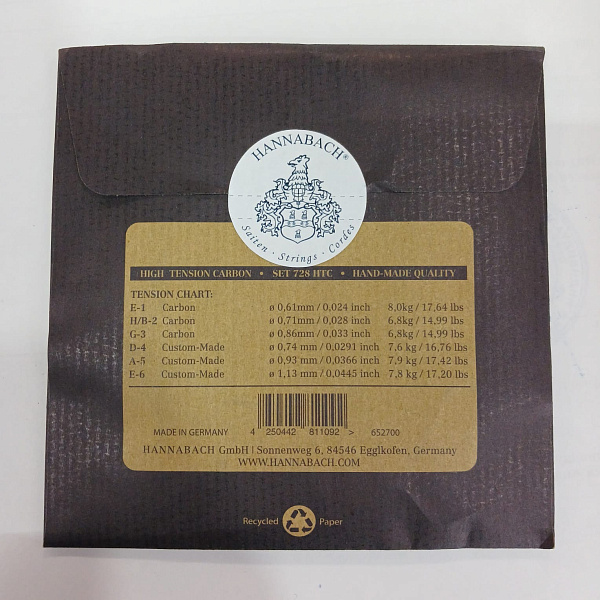 HANNABACH®
Saiten · Strings · Cordes
HIGH TENSION CARBON • SET 728 HTC • HAND-MADE QUALITY
TENSION CHART:
E-1 Carbon ø 0,61mm / 0,024 inch 8,0kg / 17,64 lbs
H/B-2 Carbon ø 0,71mm / 0,028 inch 6,8kg / 14,99 lbs
G-3 Carbon ø 0,86mm / 0,033 inch 6,8kg / 14,99 lbs
D-4 Custom-Made ø 0,74 mm / 0,0291 inch 7,6 kg / 16,76 lbs
A-5 Custom-Made ø 0,93 mm / 0,0366 inch 7,9 kg / 17,42 lbs
E-6 Custom-Made ø 1,13 mm / 0,0445 inch 7,8 kg / 17,20 lbs
MADE IN GERMANY 4 250442 811092 > 652700
HANNABACH GmbH | Sonnenweg 6, 84546 Egglkofen, Germany
WWW.HANNABACH.COM
Recycled Paper